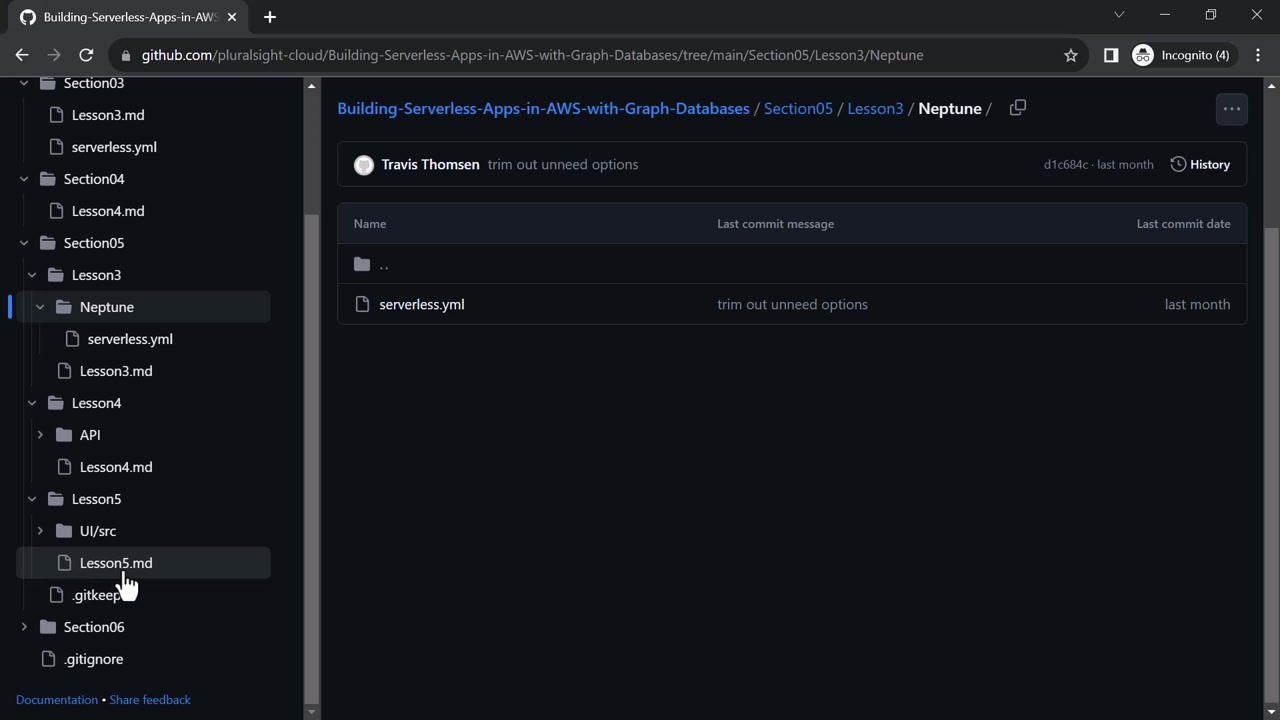 Building-Serverless-Apps-in-AWS
github.com/pluralsight-cloud/Building-Serverless-Apps-in-AWS-with-Graph-Databases/tree/main/Section05/Lesson3/Neptune
Incognito (4)
Section03
Lesson3.md
serverless.yml
Section04
Lesson4.md
Section05
Lesson3
Neptune
serverless.yml
Lesson3.md
Lesson4
API
Lesson4.md
Lesson5
UI/src
Lesson5.md
.gitkeep
Section06
.gitignore
Documentation • Share feedback
Building-Serverless-Apps-in-AWS-with-Graph-Databases / Section05 / Lesson3 / Neptune /
Travis Thomsen trim out unneed options d1c684c · last month History
Name Last commit message Last commit date
..
serverless.yml trim out unneed options last month